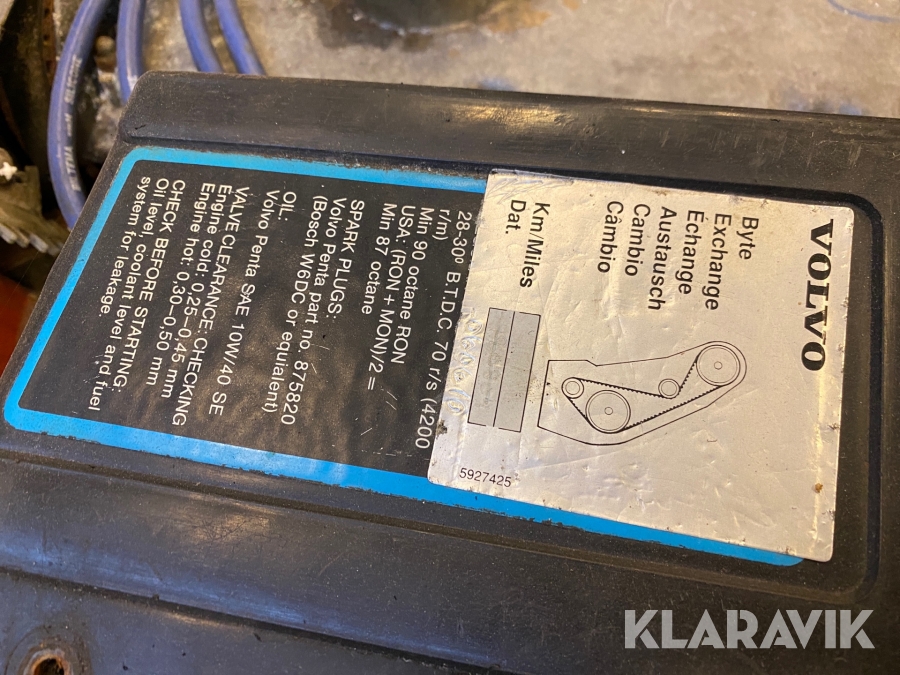 VOLVO
Byte
Exchange
Échange
Austausch
Cambio
Câmbio
Km/Miles
Dat.
5927425
28-30º B.T.D.C. 70 r/s (4200
r/m)
Min 90 octane RON
USA: (RON+MON)/2=
Min 87 octane
SPARK PLUGS:
Volvo Penta part no. 875820
(Bosch W6DC or equialent)
OIL:
Volvo Penta SAE 10W/40 SE
VALVE CLEARANCE: CHECKING
Engine cold: 0,25-0,45 mm
Engine hot: 0,30-0,50 mm
CHECK BEFORE STARTING:
Oil level, coolant level and fuel
system for leakage.
KLARAVIK